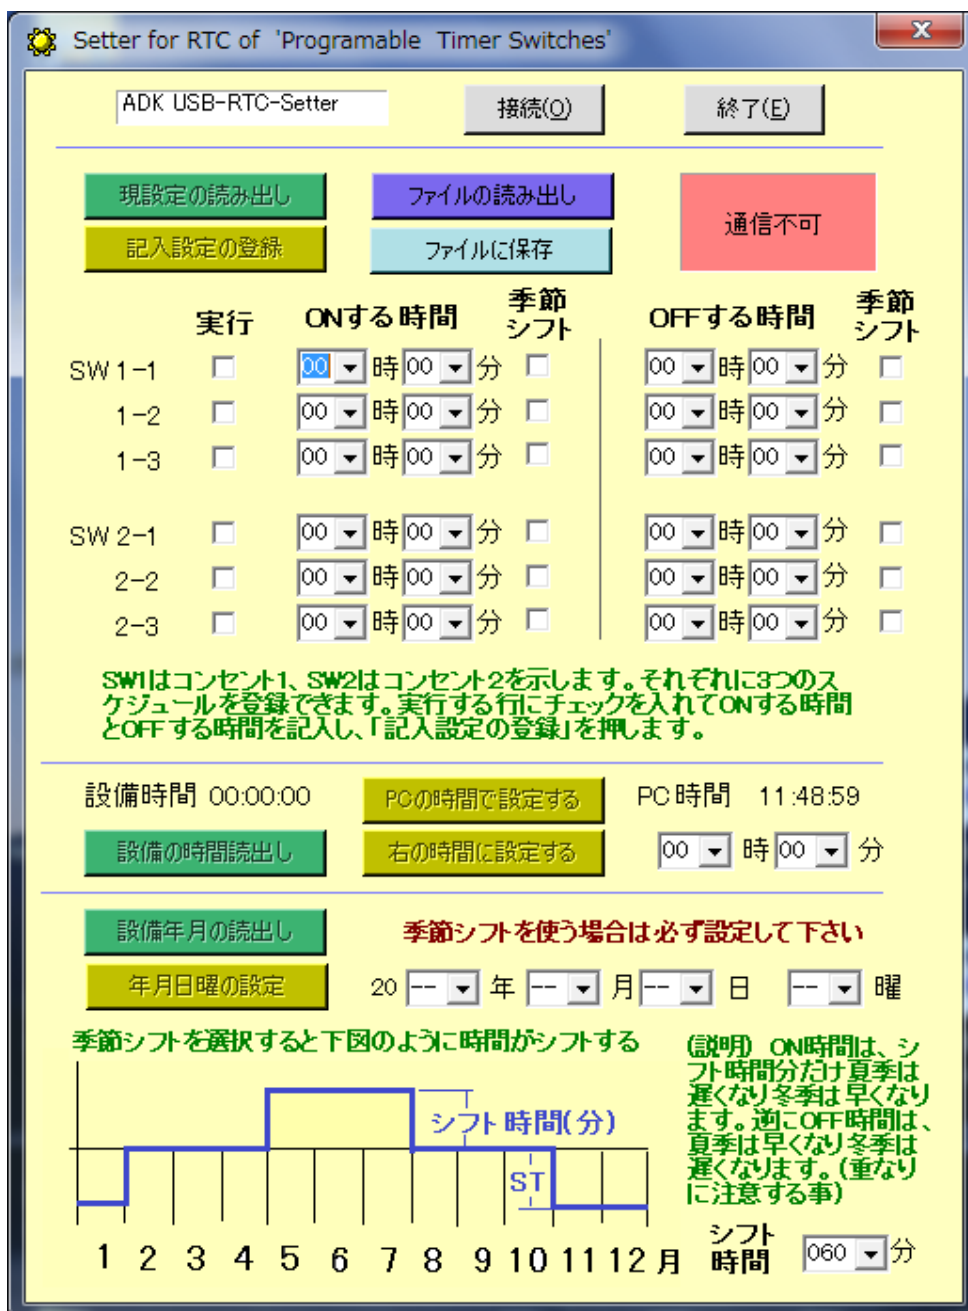 Setter for RTC of 'Programable Timer Switches'
ADK USB-RTC-Setter 接続(O) 終了(E)
現設定の読み出し ファイルの読み出し 通信不可
記入設定の登録 ファイルに保存
実行 ONする時間 季節シフト OFFする時間 季節シフト
SW 1-1 00 時 00 分 00 時 00 分
1-2 00 時 00 分 00 時 00 分
1-3 00 時 00 分 00 時 00 分
SW 2-1 00 時 00 分 00 時 00 分
2-2 00 時 00 分 00 時 00 分
2-3 00 時 00 分 00 時 00 分
SW1はコンセント1、SW2はコンセント2を示します。それぞれに3つのス
ケジュールを登録できます。実行する行にチェックを入れてONする時間
とOFFする時間を記入し、「記入設定の登録」を押します。
設備時間 00:00:00 PCの時間で設定する PC時間 11:48:59
設備の時間読出し 右の時間に設定する 00 時 00 分
設備年月の読出し 季節シフトを使う場合は必ず設定して下さい
年月日曜の設定 20 -- 年 -- 月 -- 日 -- 曜
季節シフトを選択すると下図のように時間がシフトする
(説明) ON時間は、シ
フト時間分だけ夏季は
遅くなり冬季は早くなり
ます。逆にOFF時間は、
夏季は早くなり冬季は
遅くなります。(重なり
に注意する事)
シフト時間(分)
ST
1 2 3 4 5 6 7 8 9 10 11 12 月
シフト
時間 060 分